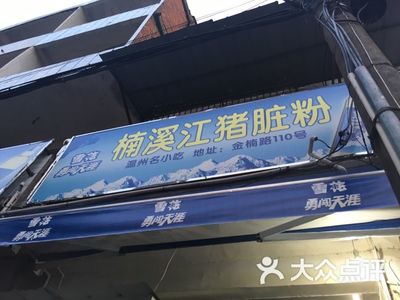 雪花
勇闯天涯
楠溪江猪脏粉
温州名小吃 地址：金楠路110号
雪花
勇闯天涯
雪花
勇闯天涯
大众点评